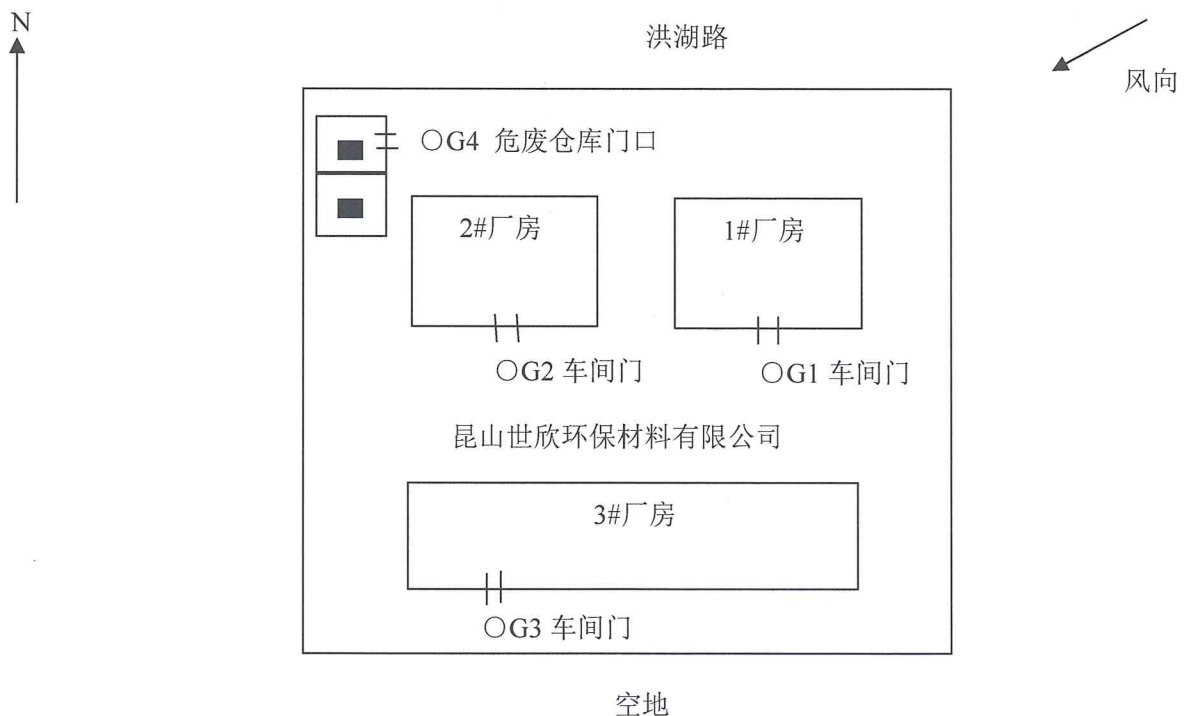 N
洪湖路
风向
○G4 危废仓库门口
2#厂房
1#厂房
○G2 车间门
○G1 车间门
昆山世欣环保材料有限公司
3#厂房
○G3 车间门
空地